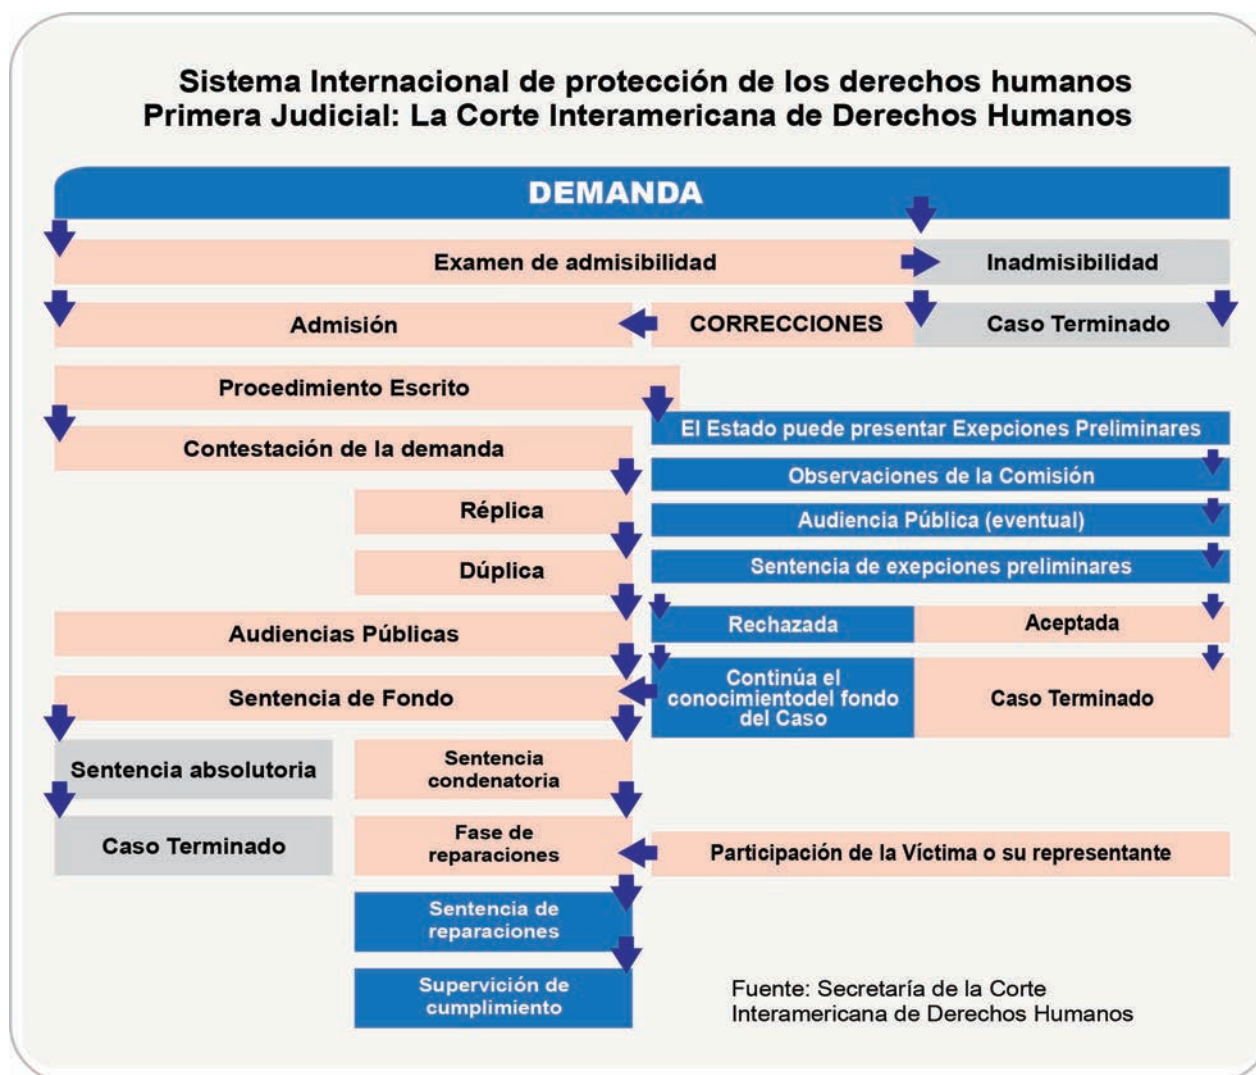 Sistema Internacional de protección de los derechos humanos
Primera Judicial: La Corte Interamericana de Derechos Humanos
DEMANDA
Examen de admisibilidad
Inadmisibilidad
Admisión
CORRECCIONES
Caso Terminado
Procedimiento Escrito
Contestación de la demanda
El Estado puede presentar Exepciones Preliminares
Observaciones de la Comisión
Réplica
Audiencia Pública (eventual)
Dúplica
Sentencia de exepciones preliminares
Audiencias Públicas
Rechazada
Aceptada
Sentencia de Fondo
Continúa el
conocimientodel fondo
del Caso
Caso Terminado
Sentencia absolutoria
Sentencia
condenatoria
Caso Terminado
Fase de
reparaciones
Participación de la Víctima o su representante
Sentencia de
reparaciones
Supervición de
cumplimiento
Fuente: Secretaría de la Corte
Interamericana de Derechos Humanos